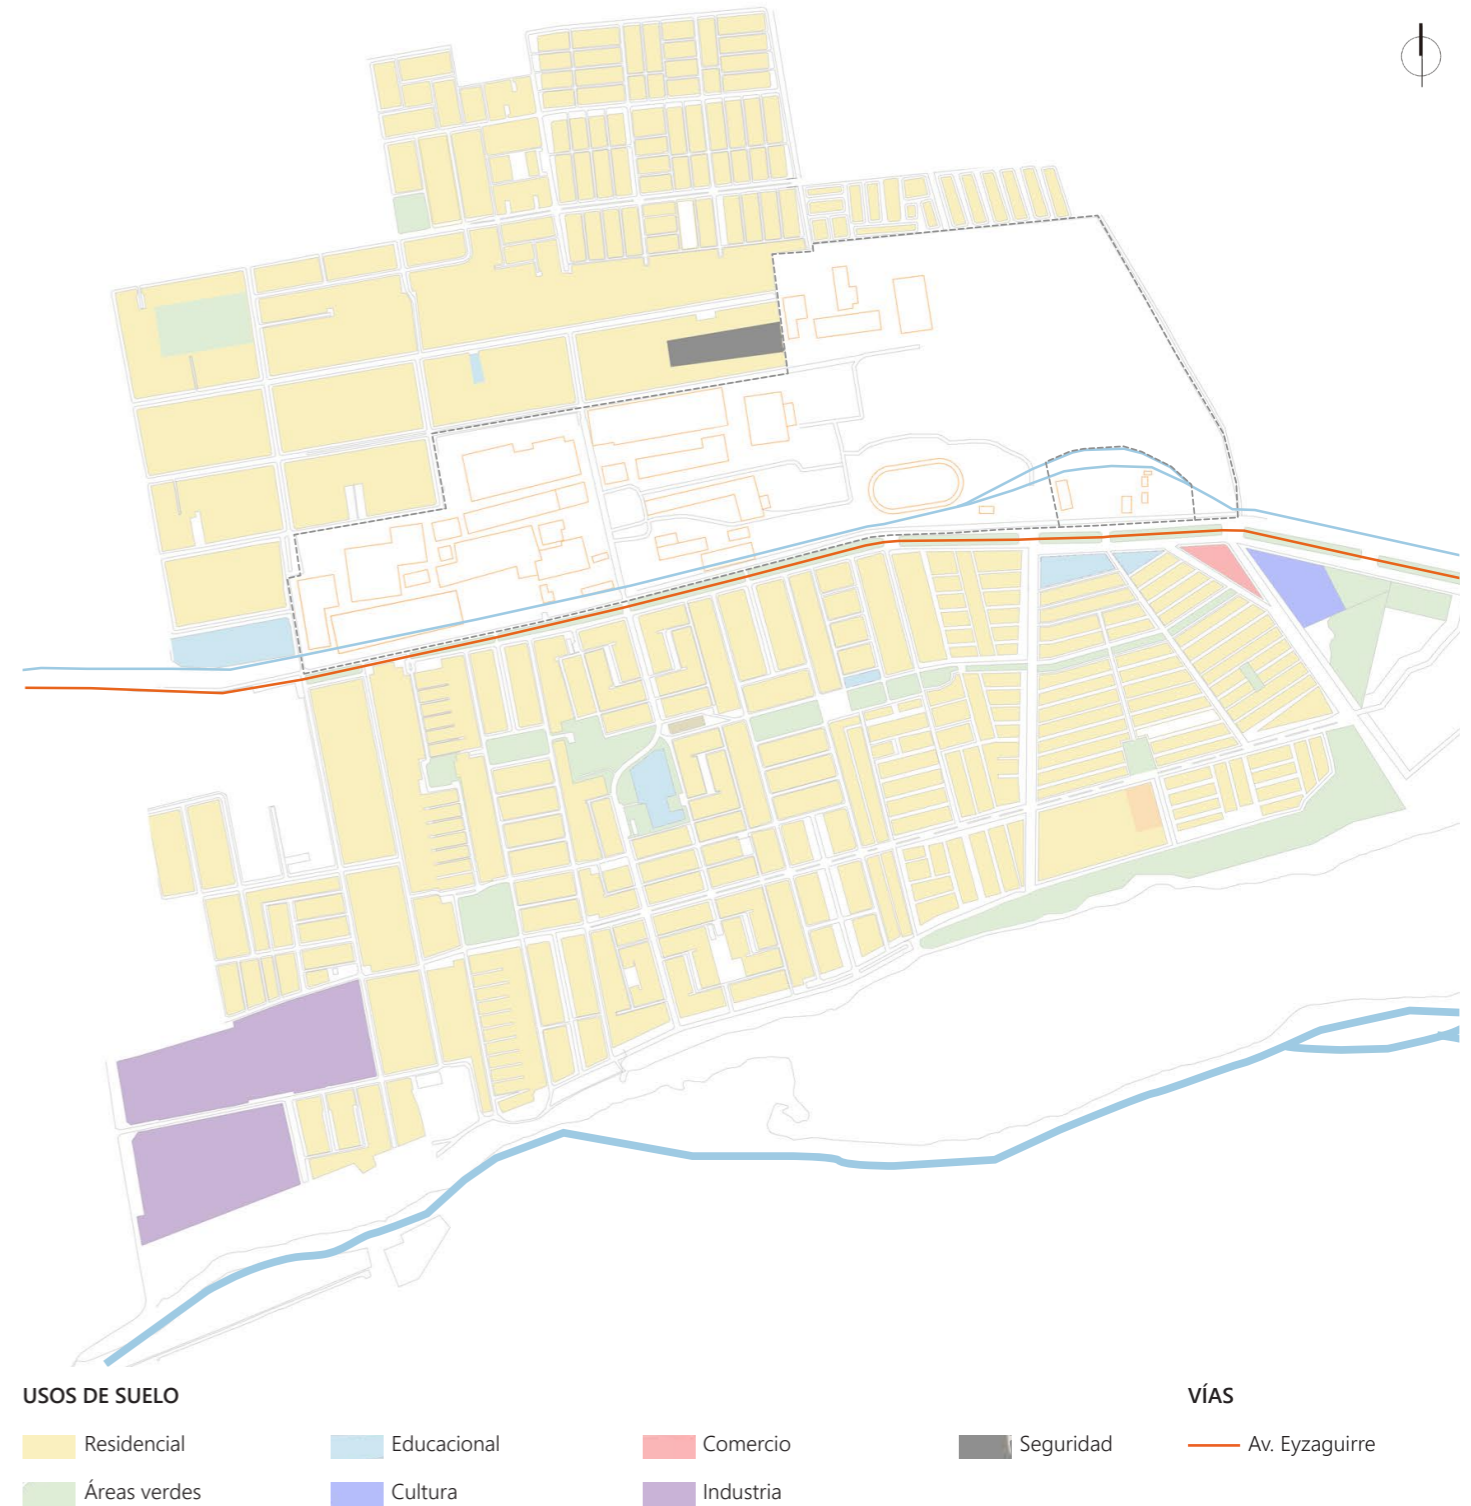 USOS DE SUELO
VÍAS
Residencial
Educacional
Comercio
Seguridad
Av. Eyzaguirre
Áreas verdes
Cultura
Industria